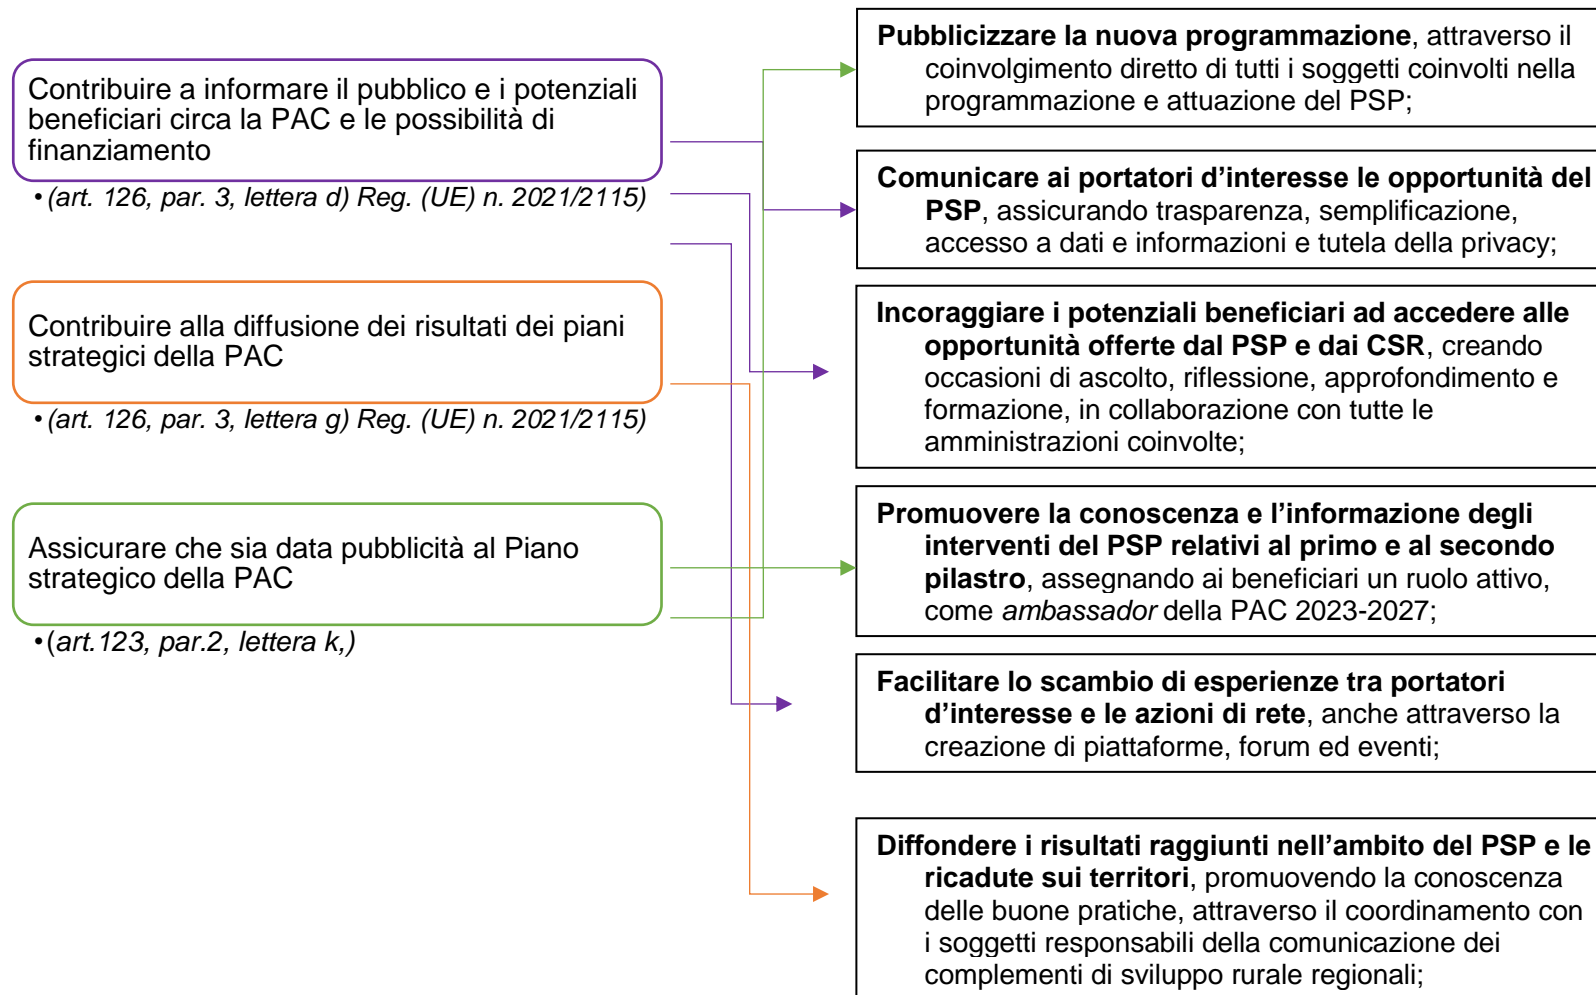 Contribuire a informare il pubblico e i potenziali
beneficiari circa la PAC e le possibilità di
finanziamento
•(art. 126, par. 3, lettera d) Reg. (UE) n. 2021/2115)
Contribuire alla diffusione dei risultati dei piani
strategici della PAC
•(art. 126, par. 3, lettera g) Reg. (UE) n. 2021/2115)
Assicurare che sia data pubblicità al Piano
strategico della PAC
•(art.123, par.2, lettera k,)
Pubblicizzare la nuova programmazione, attraverso il
coinvolgimento diretto di tutti i soggetti coinvolti nella
programmazione e attuazione del PSP;
Comunicare ai portatori d’interesse le opportunità del
PSP, assicurando trasparenza, semplificazione,
accesso a dati e informazioni e tutela della privacy;
Incoraggiare i potenziali beneficiari ad accedere alle
opportunità offerte dal PSP e dai CSR, creando
occasioni di ascolto, riflessione, approfondimento e
formazione, in collaborazione con tutte le
amministrazioni coinvolte;
Promuovere la conoscenza e l’informazione degli
interventi del PSP relativi al primo e al secondo
pilastro, assegnando ai beneficiari un ruolo attivo,
come ambassador della PAC 2023-2027;
Facilitare lo scambio di esperienze tra portatori
d’interesse e le azioni di rete, anche attraverso la
creazione di piattaforme, forum ed eventi;
Diffondere i risultati raggiunti nell’ambito del PSP e le
ricadute sui territori, promuovendo la conoscenza
delle buone pratiche, attraverso il coordinamento con
i soggetti responsabili della comunicazione dei
complementi di sviluppo rurale regionali;